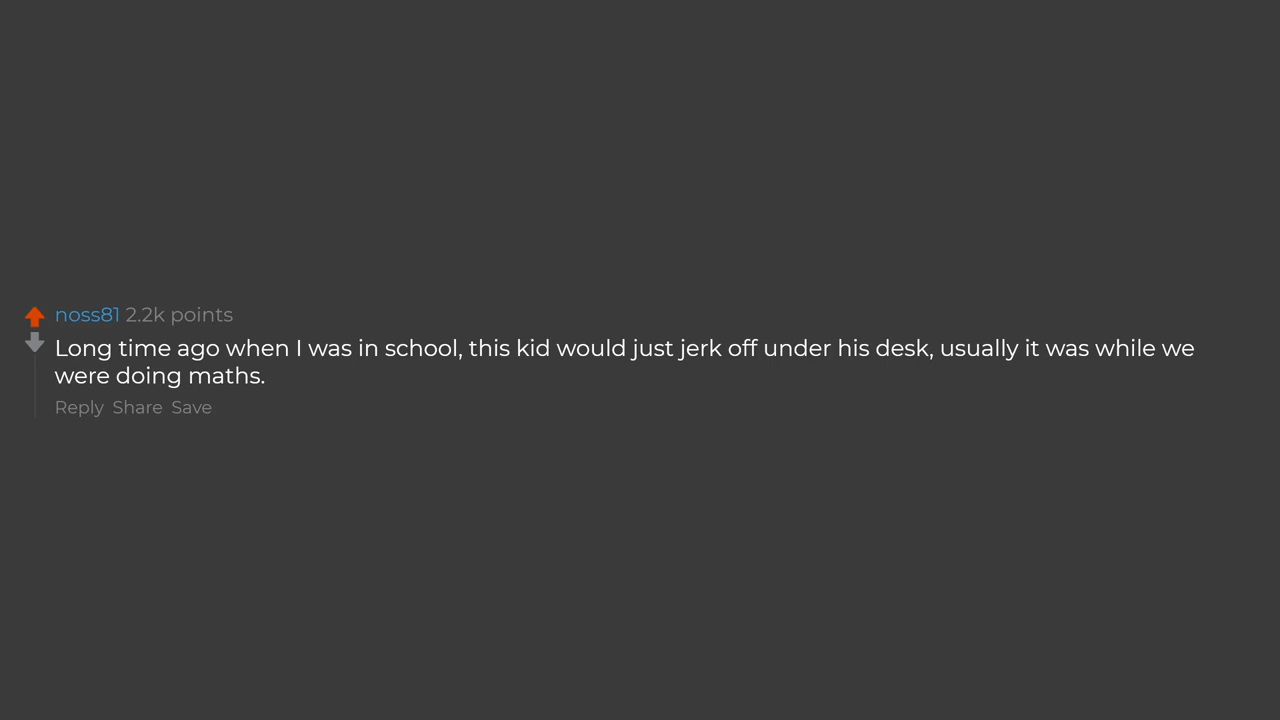 noss81 2.2k points
Long time ago when I was in school, this kid would just jerk off under his desk, usually it was while we
were doing maths.
Reply Share Save